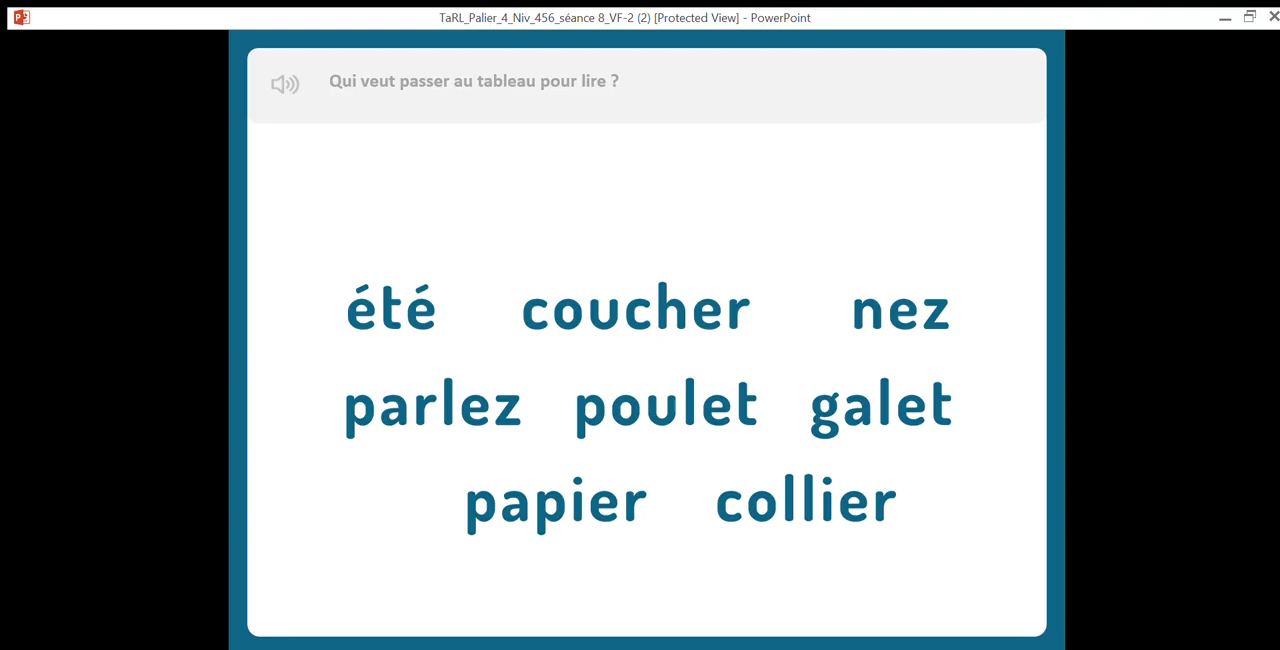 TaRL_Palier_4_Niv_456_séance 8_VF-2 (2) [Protected View] - PowerPoint
Qui veut passer au tableau pour lire ?
été coucher nez
parlez poulet galet
papier collier